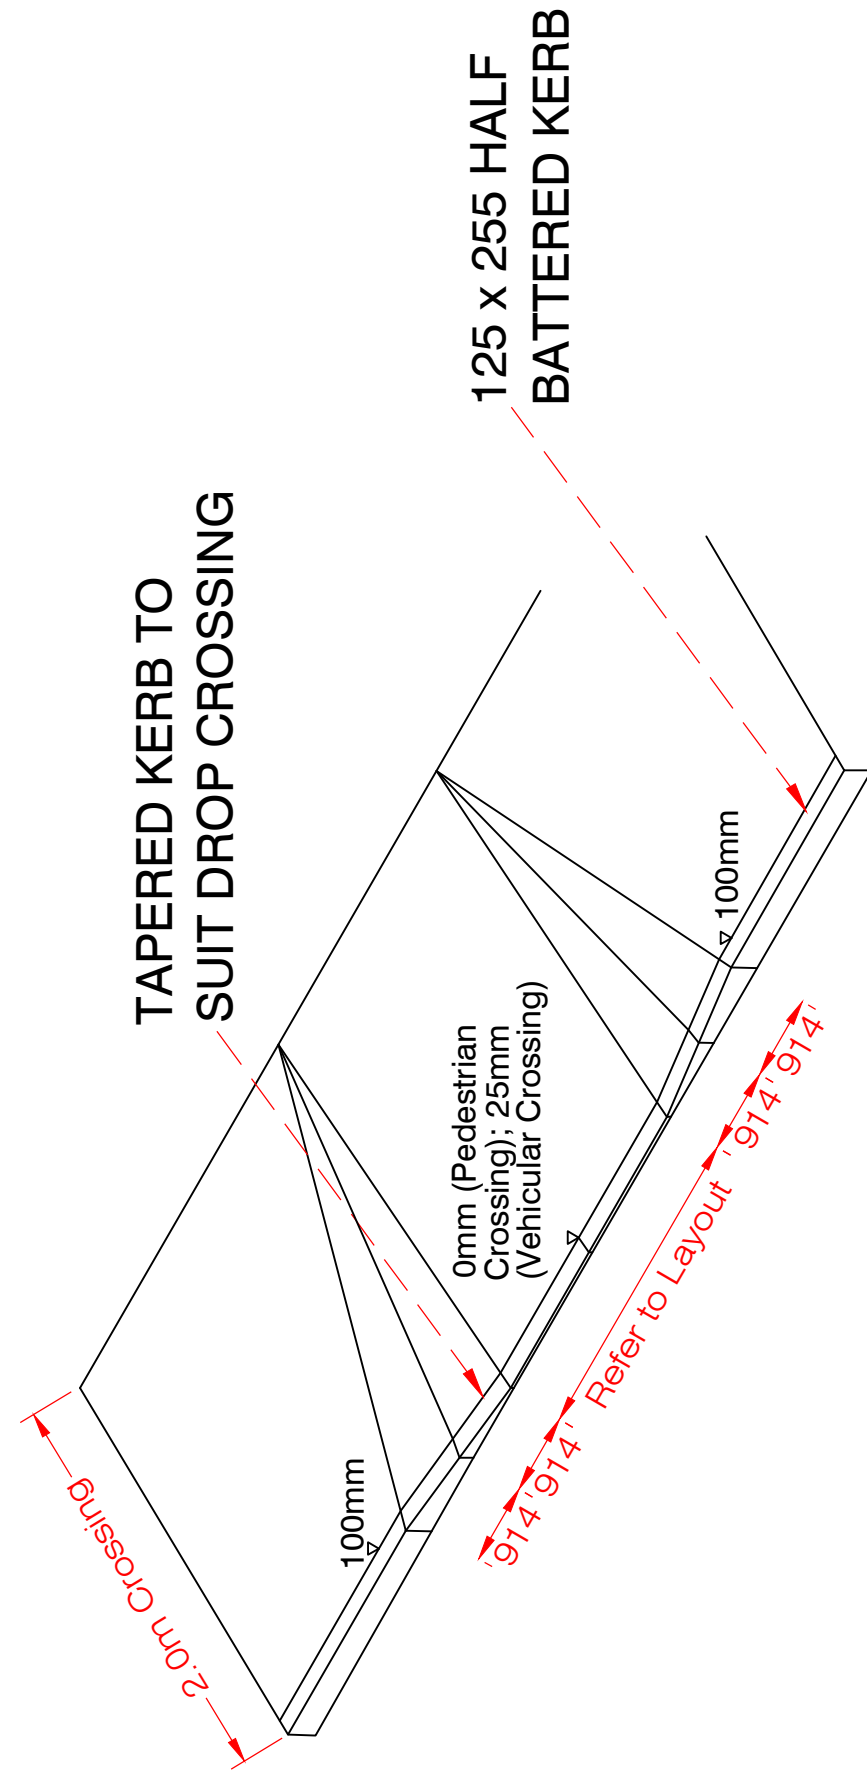 TAPERED KERB TO
SUIT DROP CROSSING
125 x 255 HALF
BATTERED KERB
2.0m Crossing
100mm
0mm (Pedestrian
Crossing); 25mm
(Vehicular Crossing)
100mm
'914'914' Refer to Layout '914'914'